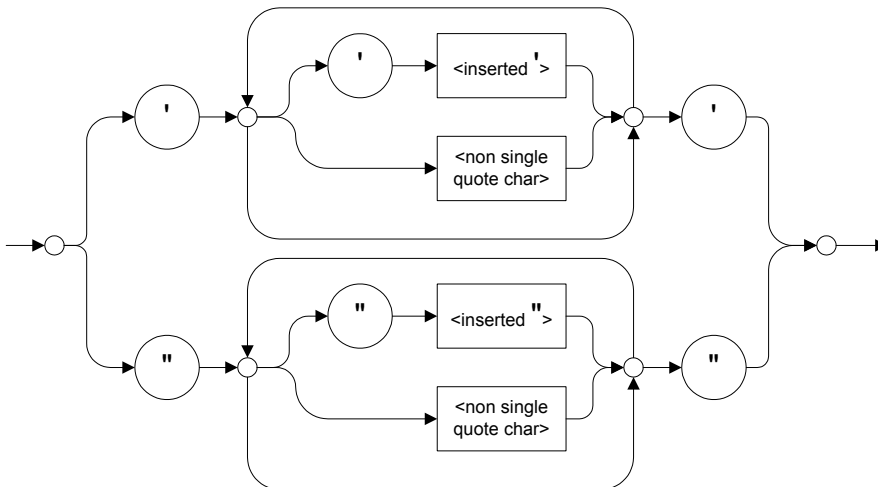 ' <inserted '>
' '
<non single
quote char>
" <inserted ">
" "
<non single
quote char>